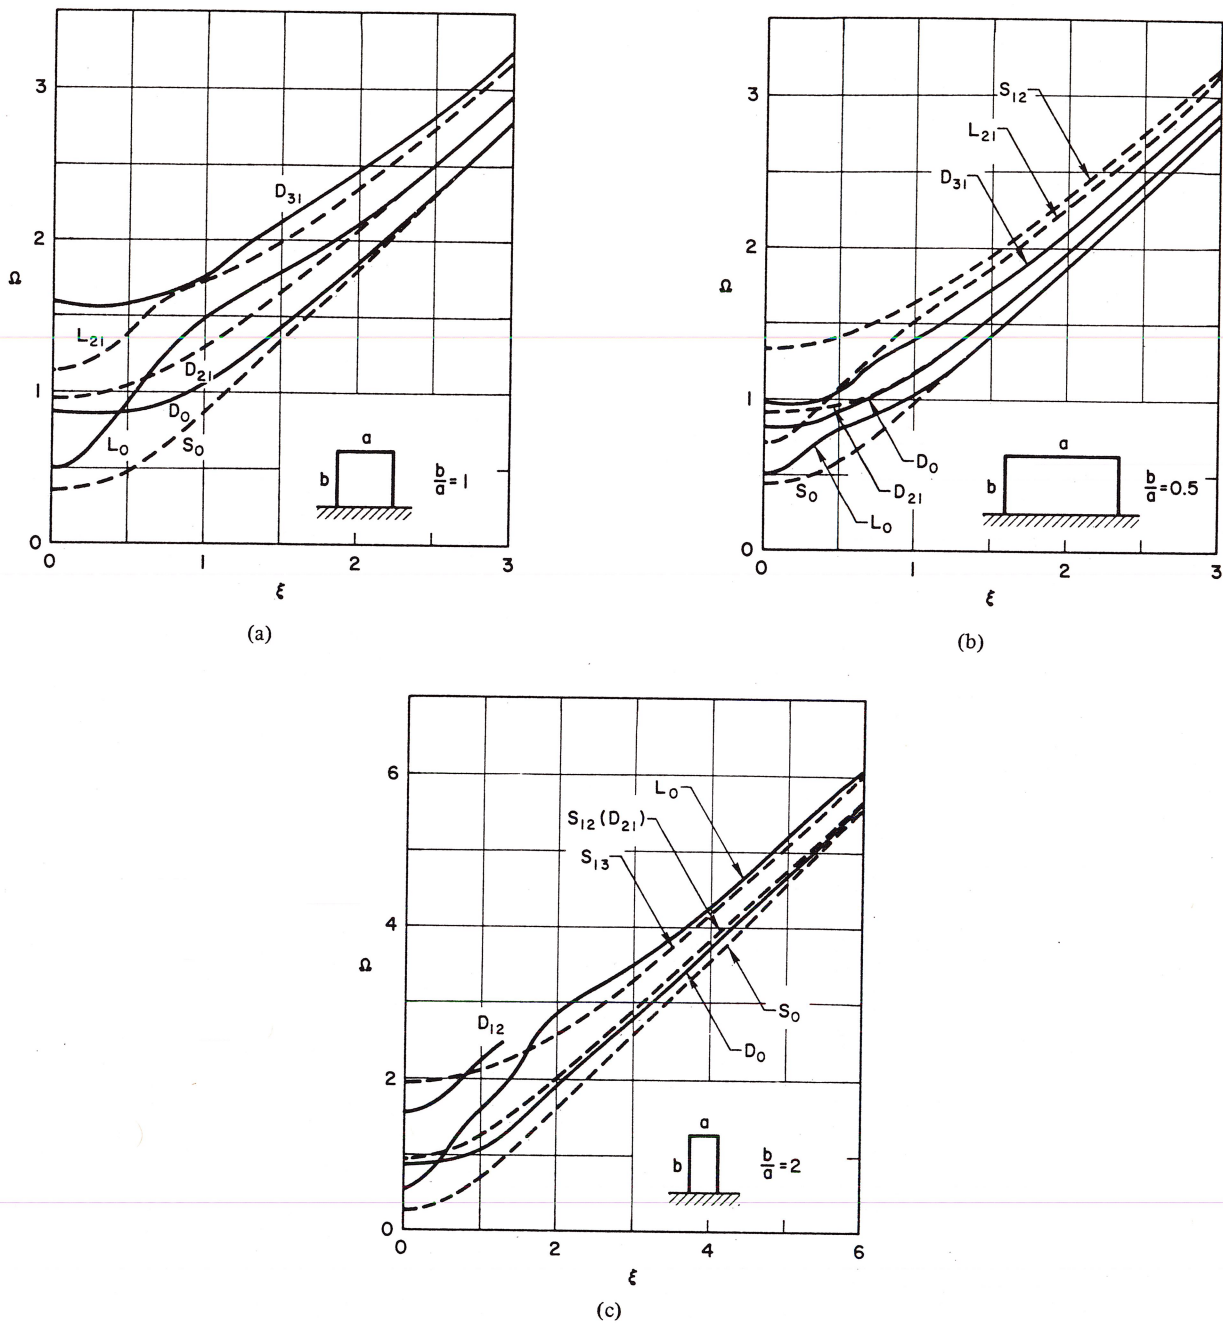 3
2
Ω
1
0
D31
L21
D21
D0
L0
S0
a
b
b/a = 1
0
1
2
3
ξ
(a)
3
2
Ω
1
0
S12
L21
D31
D0
D21
L0
S0
a
b
b/a = 0.5
0
1
2
3
ξ
(b)
6
4
Ω
2
0
L0
S12 (D21)
S13
D12
S0
D0
a
b
b/a = 2
0
2
4
6
ξ
(c)